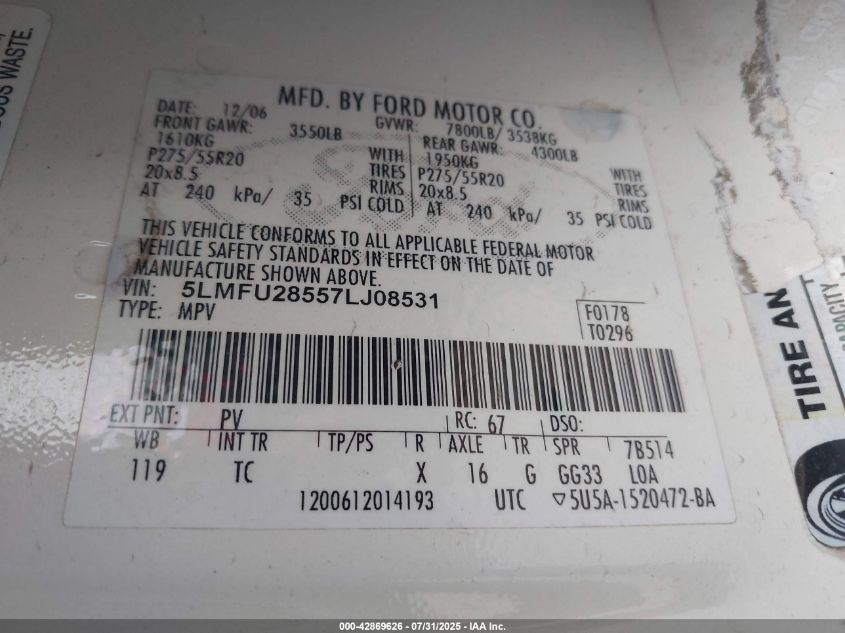 OUS WASTE.
MFD. BY FORD MOTOR CO.
DATE: 12/06 GVWR: 7800LB/ 3538KG
FRONT GAWR: 3550LB REAR GAWR: 4300LB
1610KG WITH 1950KG WITH
P275/55R20 TIRES P275/55R20 TIRES
20x8.5 RIMS 20x8.5 RIMS
AT 240 kPa/ 35 PSI COLD AT 240 kPa/ 35 PSI COLD
THIS VEHICLE CONFORMS TO ALL APPLICABLE FEDERAL MOTOR
VEHICLE SAFETY STANDARDS IN EFFECT ON THE DATE OF
MANUFACTURE SHOWN ABOVE.
VIN: 5LMFU28557LJ08531
TYPE: MPV F0178
T0296
EXT PNT: PV RC: 67 DSO:
WB INT TR TP/PS R AXLE TR SPR 7B514
119 TC X 16 G GG33 LOA
1200612014193 UTC 5U5A-1520472-BA
TIRE AN
CAPACITY
000-42869626 - 07/31/2025 - IAA Inc.